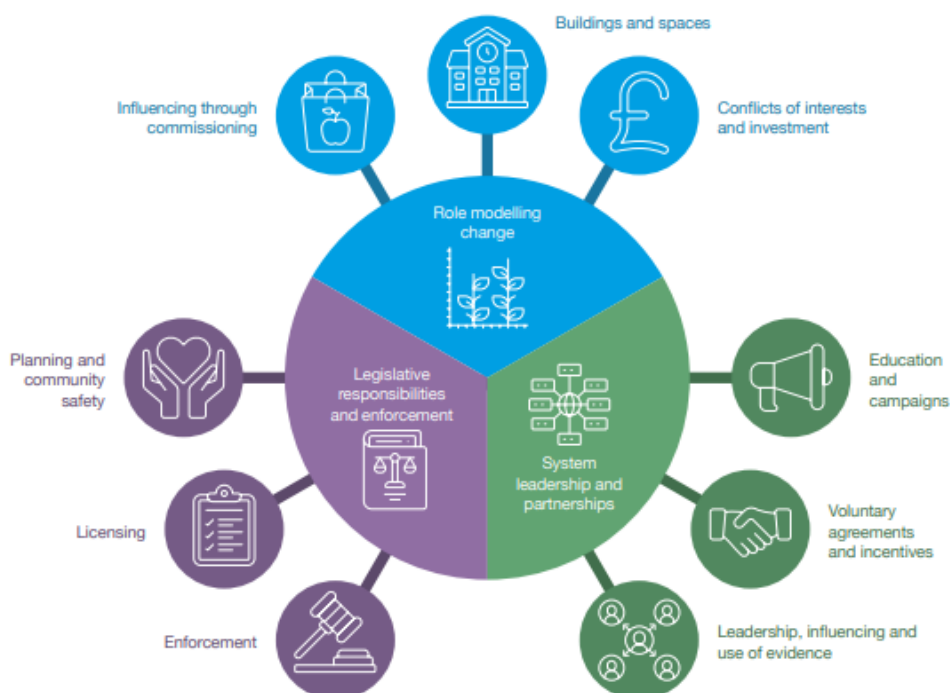 Buildings and spaces
Influencing through
commissioning
Conflicts of interests
and investment
Role modelling
change
Planning and
community
safety
Legislative
responsibilities
and enforcement
Education
and
campaigns
System
leadership and
partnerships
Licensing
Voluntary
agreements
and incentives
Enforcement
Leadership, influencing and
use of evidence